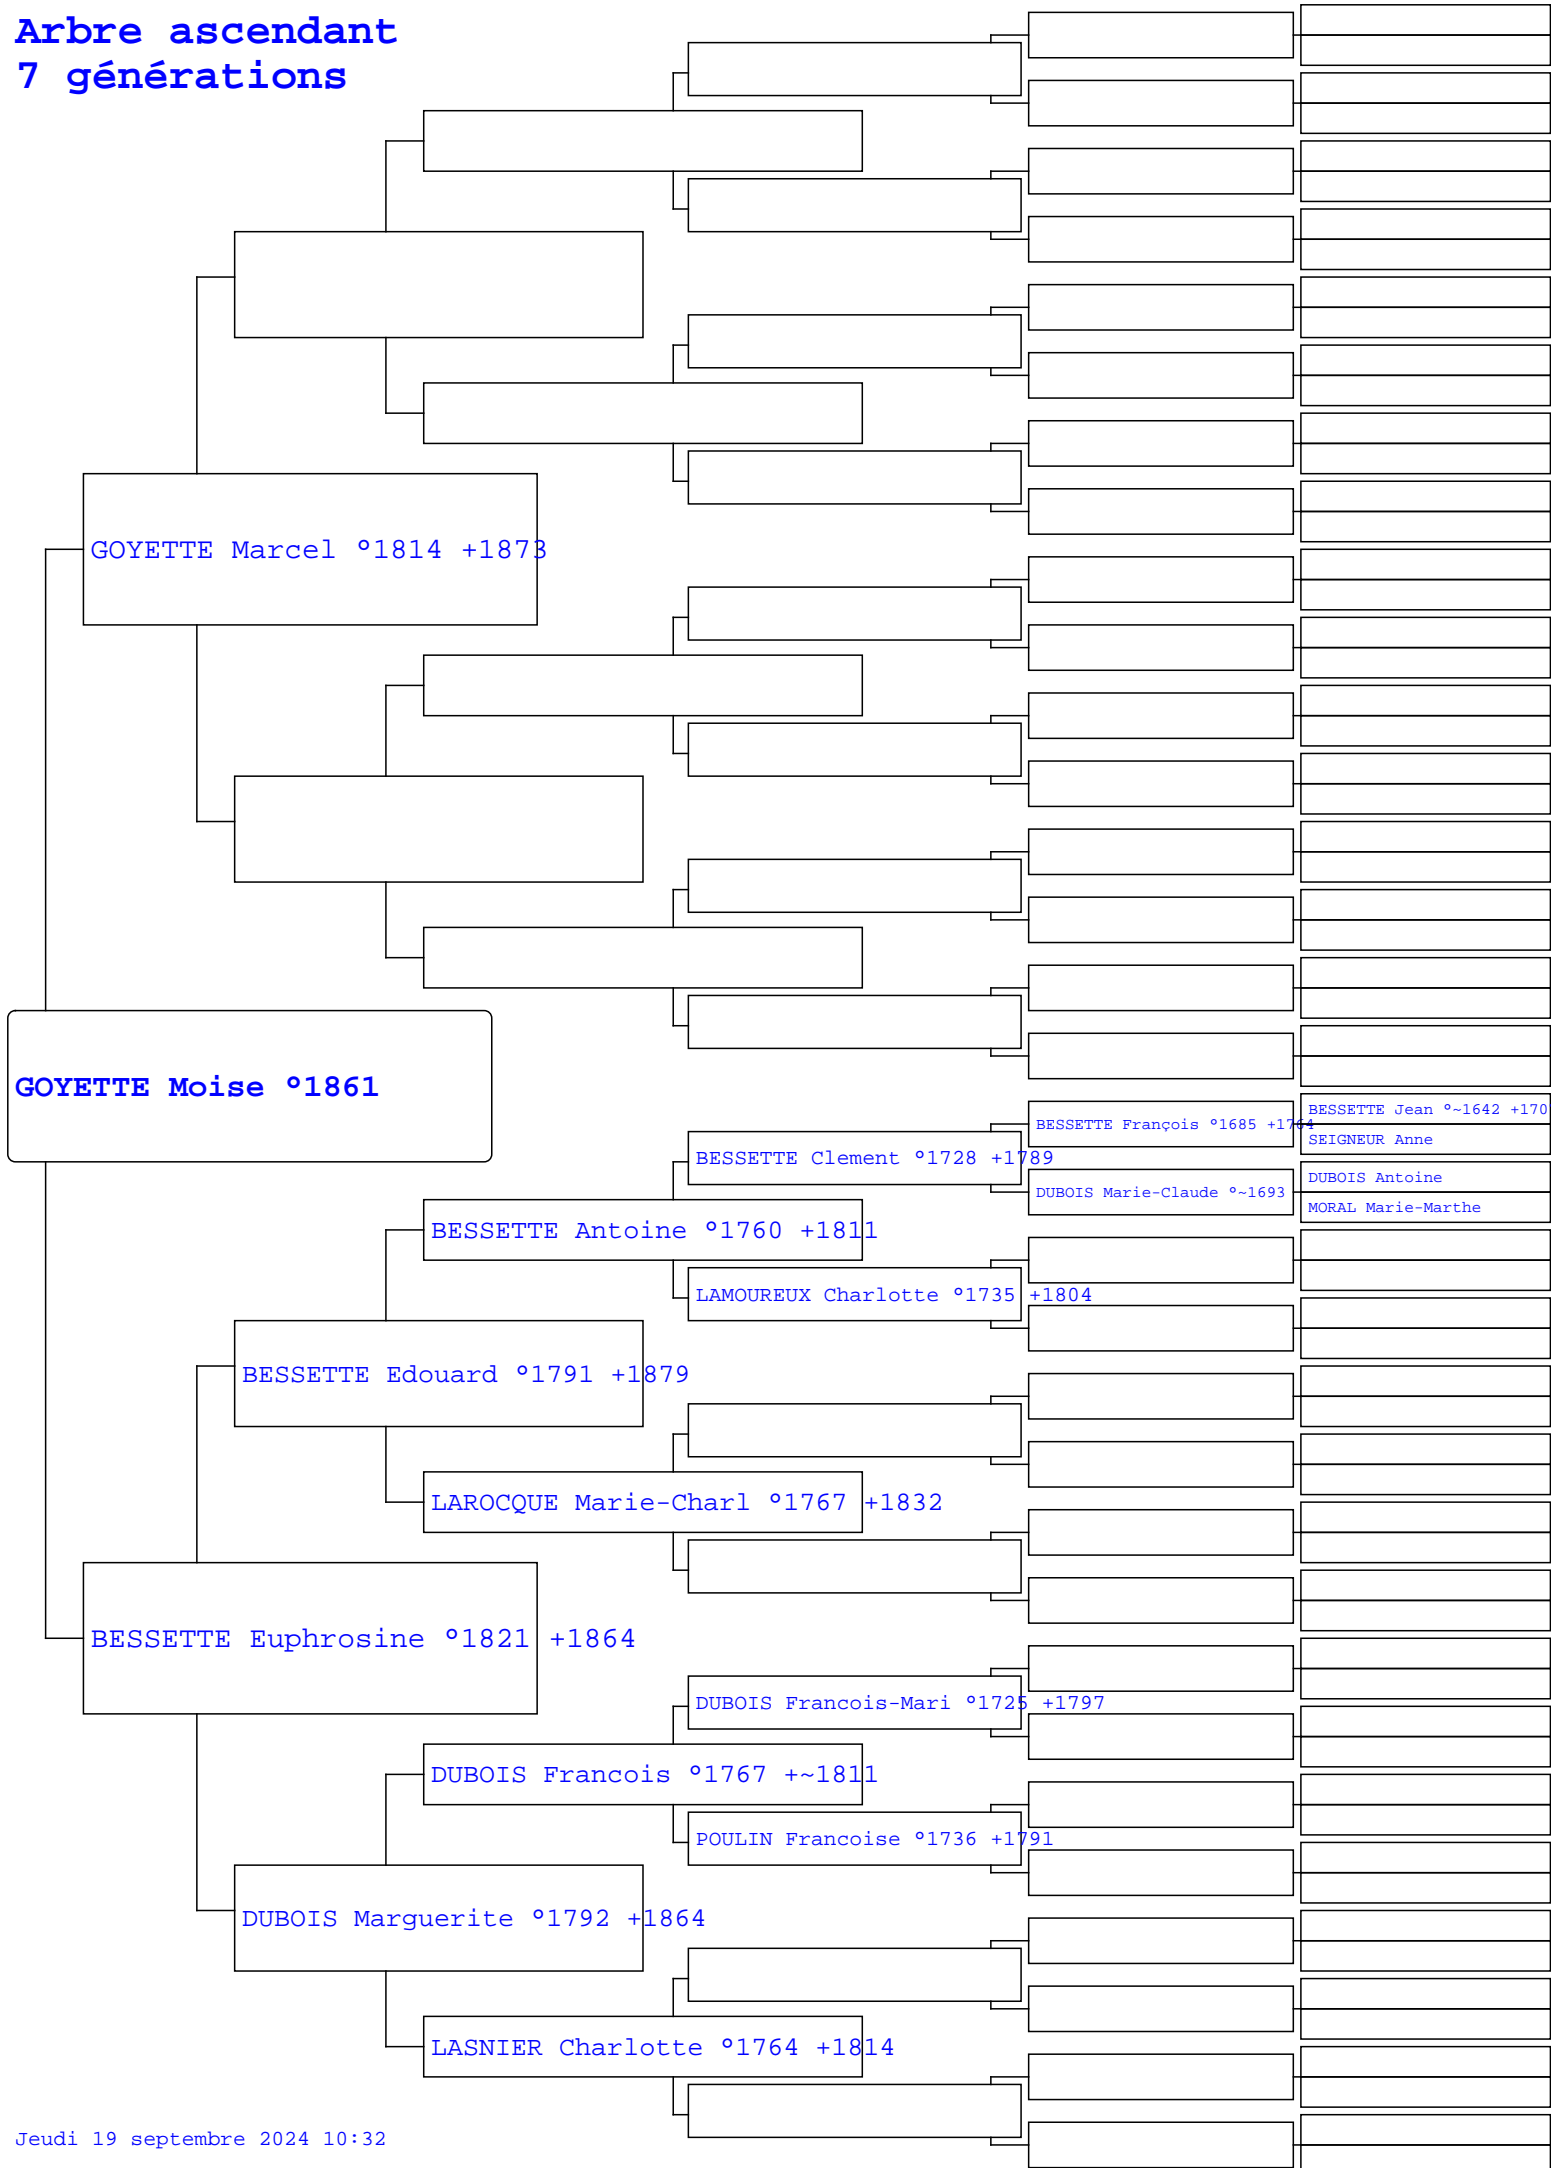 Arbre ascendant
7 générations
GOYETTE Marcel °1814 +1873
GOYETTE Moise °1861
BESSETTE Jean °~1642 +170
BESSETTE François °1685 +1764
SEIGNEUR Anne
BESSETTE Clement °1728 +1789
DUBOIS Antoine
DUBOIS Marie-Claude °~1693
MORAL Marie-Marthe
BESSETTE Antoine °1760 +1811
LAMOUREUX Charlotte °1735 +1804
BESSETTE Edouard °1791 +1879
LAROCQUE Marie-Charl °1767 +1832
BESSETTE Euphrosine °1821 +1864
DUBOIS Francois-Mari °1725 +1797
DUBOIS Francois °1767 +~1811
POULIN Francoise °1736 +1791
DUBOIS Marguerite °1792 +1864
LASNIER Charlotte °1764 +1814
Jeudi 19 septembre 2024 10:32